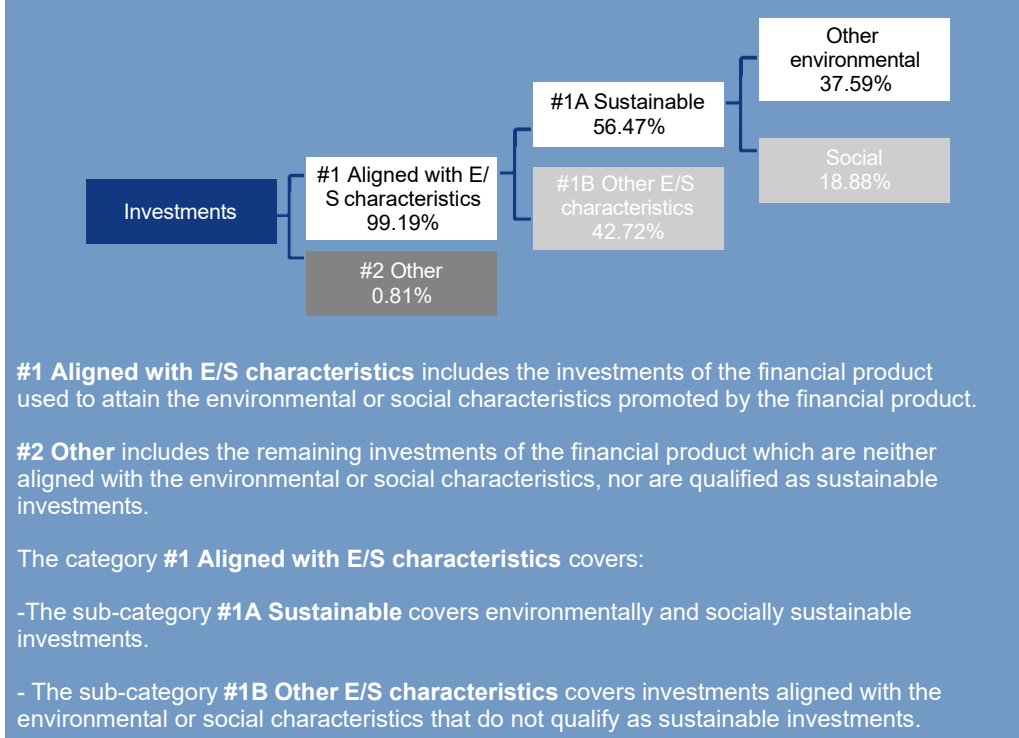 Other
environmental
37.59%
#1A Sustainable
56.47%
Social
18.88%
#1 Aligned with E/
S characteristics
99.19%
#1B Other E/S
characteristics
42.72%
Investments
#2 Other
0.81%
#1 Aligned with E/S characteristics includes the investments of the financial product
used to attain the environmental or social characteristics promoted by the financial product.
#2 Other includes the remaining investments of the financial product which are neither
aligned with the environmental or social characteristics, nor are qualified as sustainable
investments.
The category #1 Aligned with E/S characteristics covers:
-The sub-category #1A Sustainable covers environmentally and socially sustainable
investments.
- The sub-category #1B Other E/S characteristics covers investments aligned with the
environmental or social characteristics that do not qualify as sustainable investments.